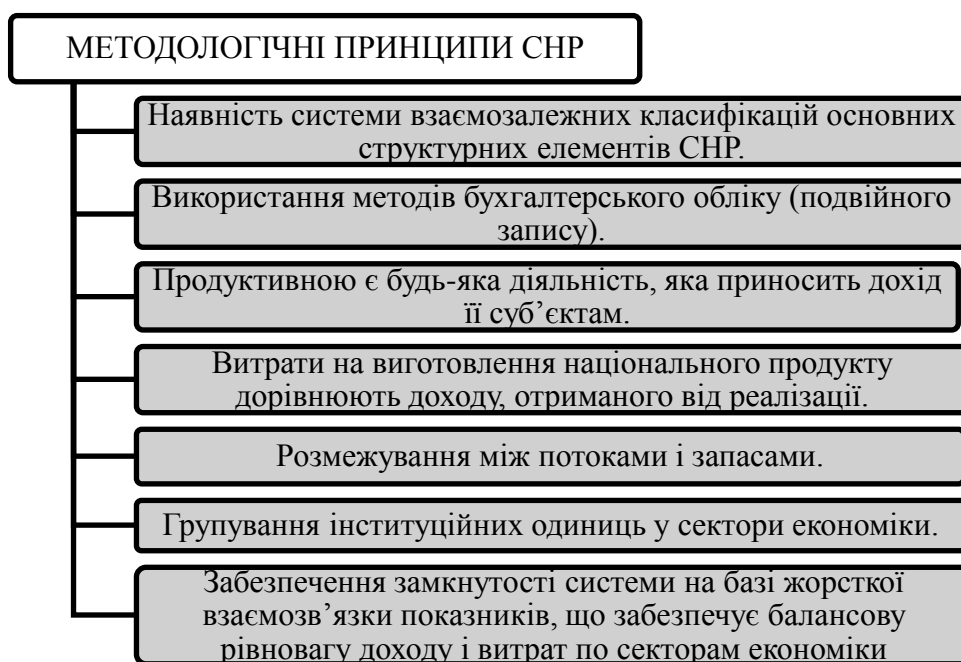 МЕТОДОЛОГІЧНІ ПРИНЦИПИ СНР
Наявність системи взаємозалежних класифікацій основних
структурних елементів СНР.
Використання методів бухгалтерського обліку (подвійного
запису).
Продуктивною є будь-яка діяльність, яка приносить дохід
її суб’єктам.
Витрати на виготовлення національного продукту
дорівнюють доходу, отриманого від реалізації.
Розмежування між потоками і запасами.
Групування інституційних одиниць у сектори економіки.
Забезпечення замкнутості системи на базі жорсткої
взаємозв’язки показників, що забезпечує балансову
рівновагу доходу і витрат по секторам економіки